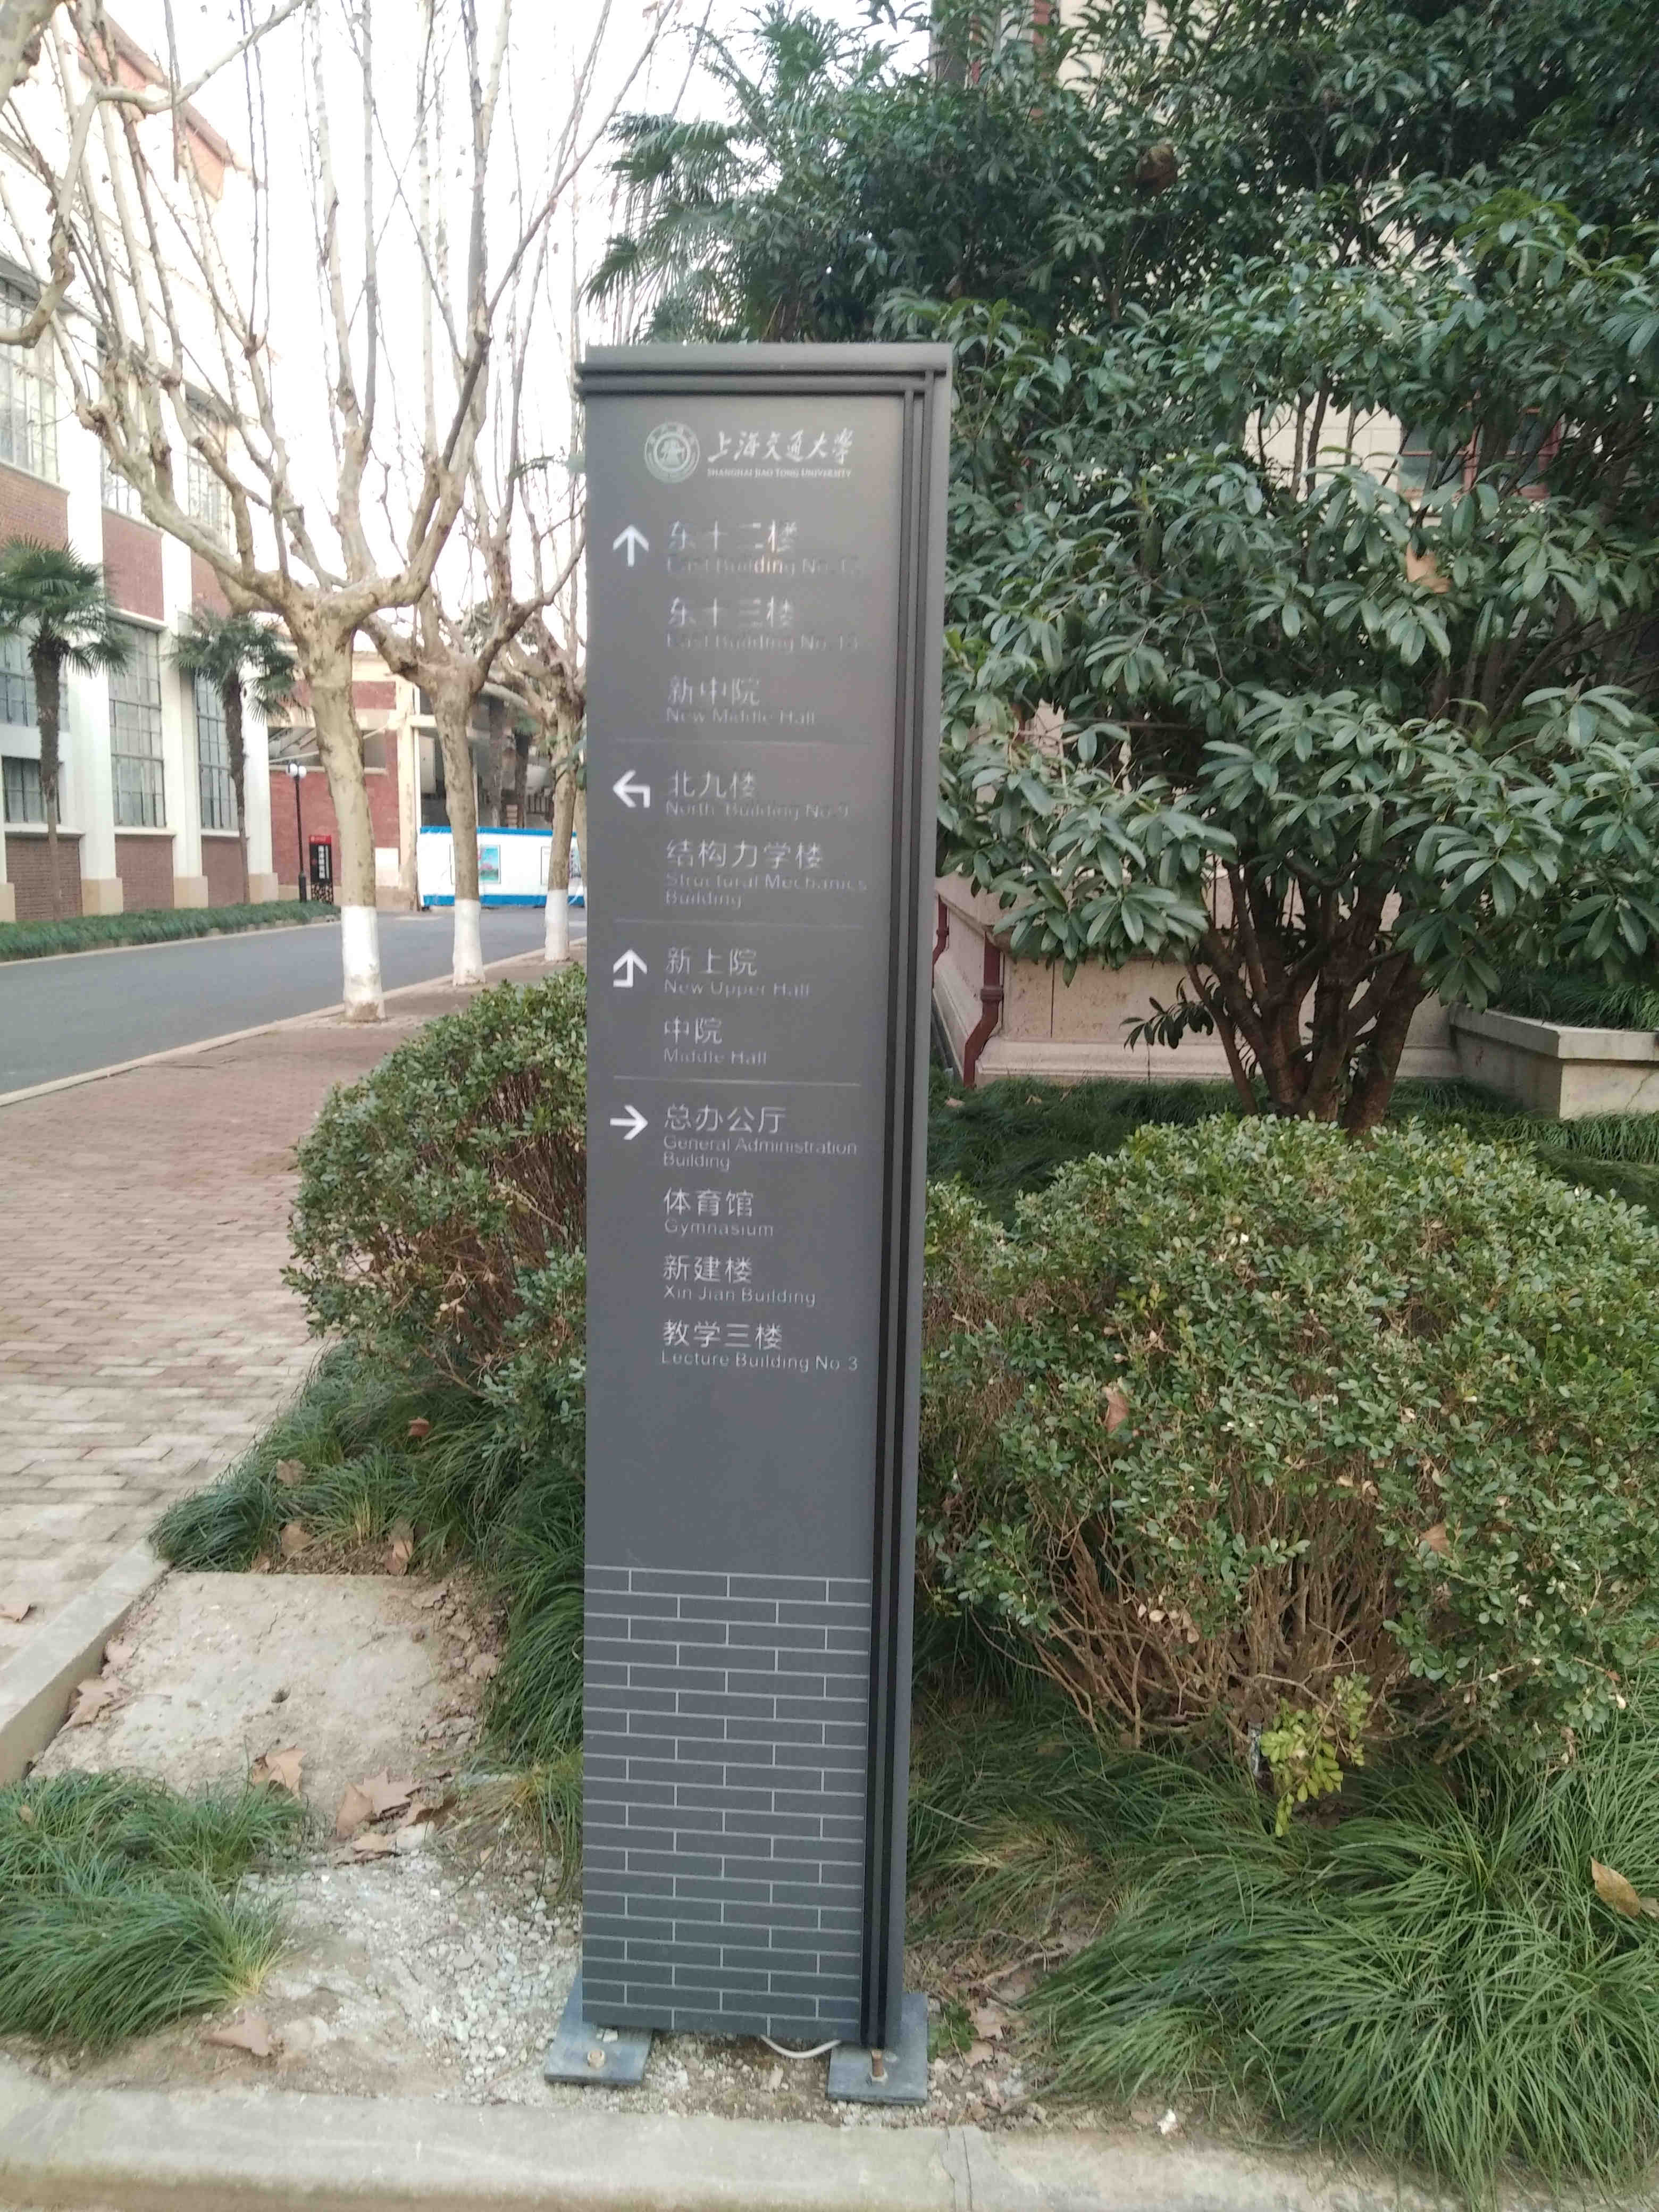 上海交通大学
SHANGHAI JIAO TONG UNIVERSITY
东十二楼
East Building No.12
东十三楼
East Building No.13
新中院
New Middle Hall
北九楼
North Building No.9
结构力学楼
Structural Mechanics
Building
新上院
New Upper Hall
中院
Middle Hall
总办公厅
General Administration
Building
体育馆
Gymnasium
新建楼
Xin Jian Building
教学三楼
Lecture Building No.3